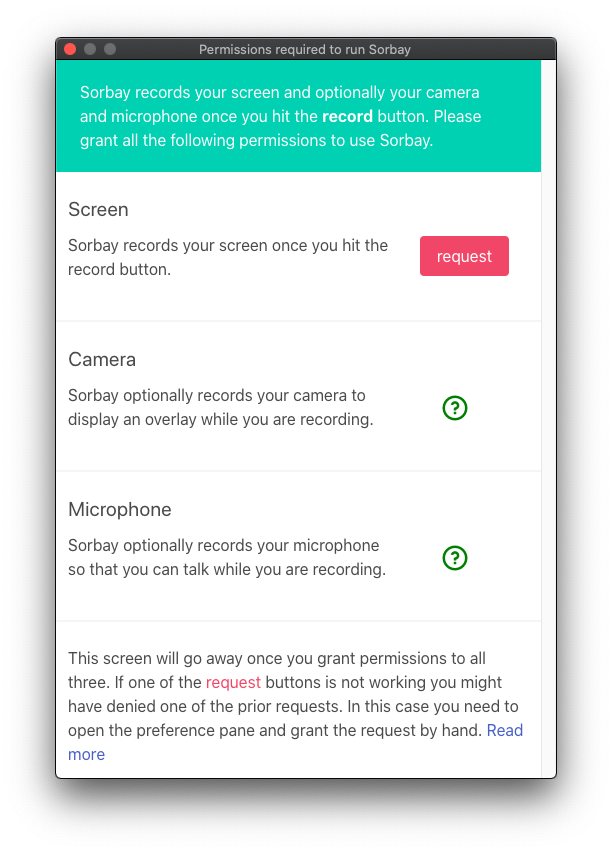 Permissions required to run Sorbay
Sorbay records your screen and optionally your camera
and microphone once you hit the record button. Please
grant all the following permissions to use Sorbay.
Screen
Sorbay records your screen once you hit the
record button.
request
Camera
Sorbay optionally records your camera to
display an overlay while you are recording.
?
Microphone
Sorbay optionally records your microphone
so that you can talk while you are recording.
?
This screen will go away once you grant permissions to all
three. If one of the request buttons is not working you might
have denied one of the prior requests. In this case you need to
open the preference pane and grant the request by hand. Read
more